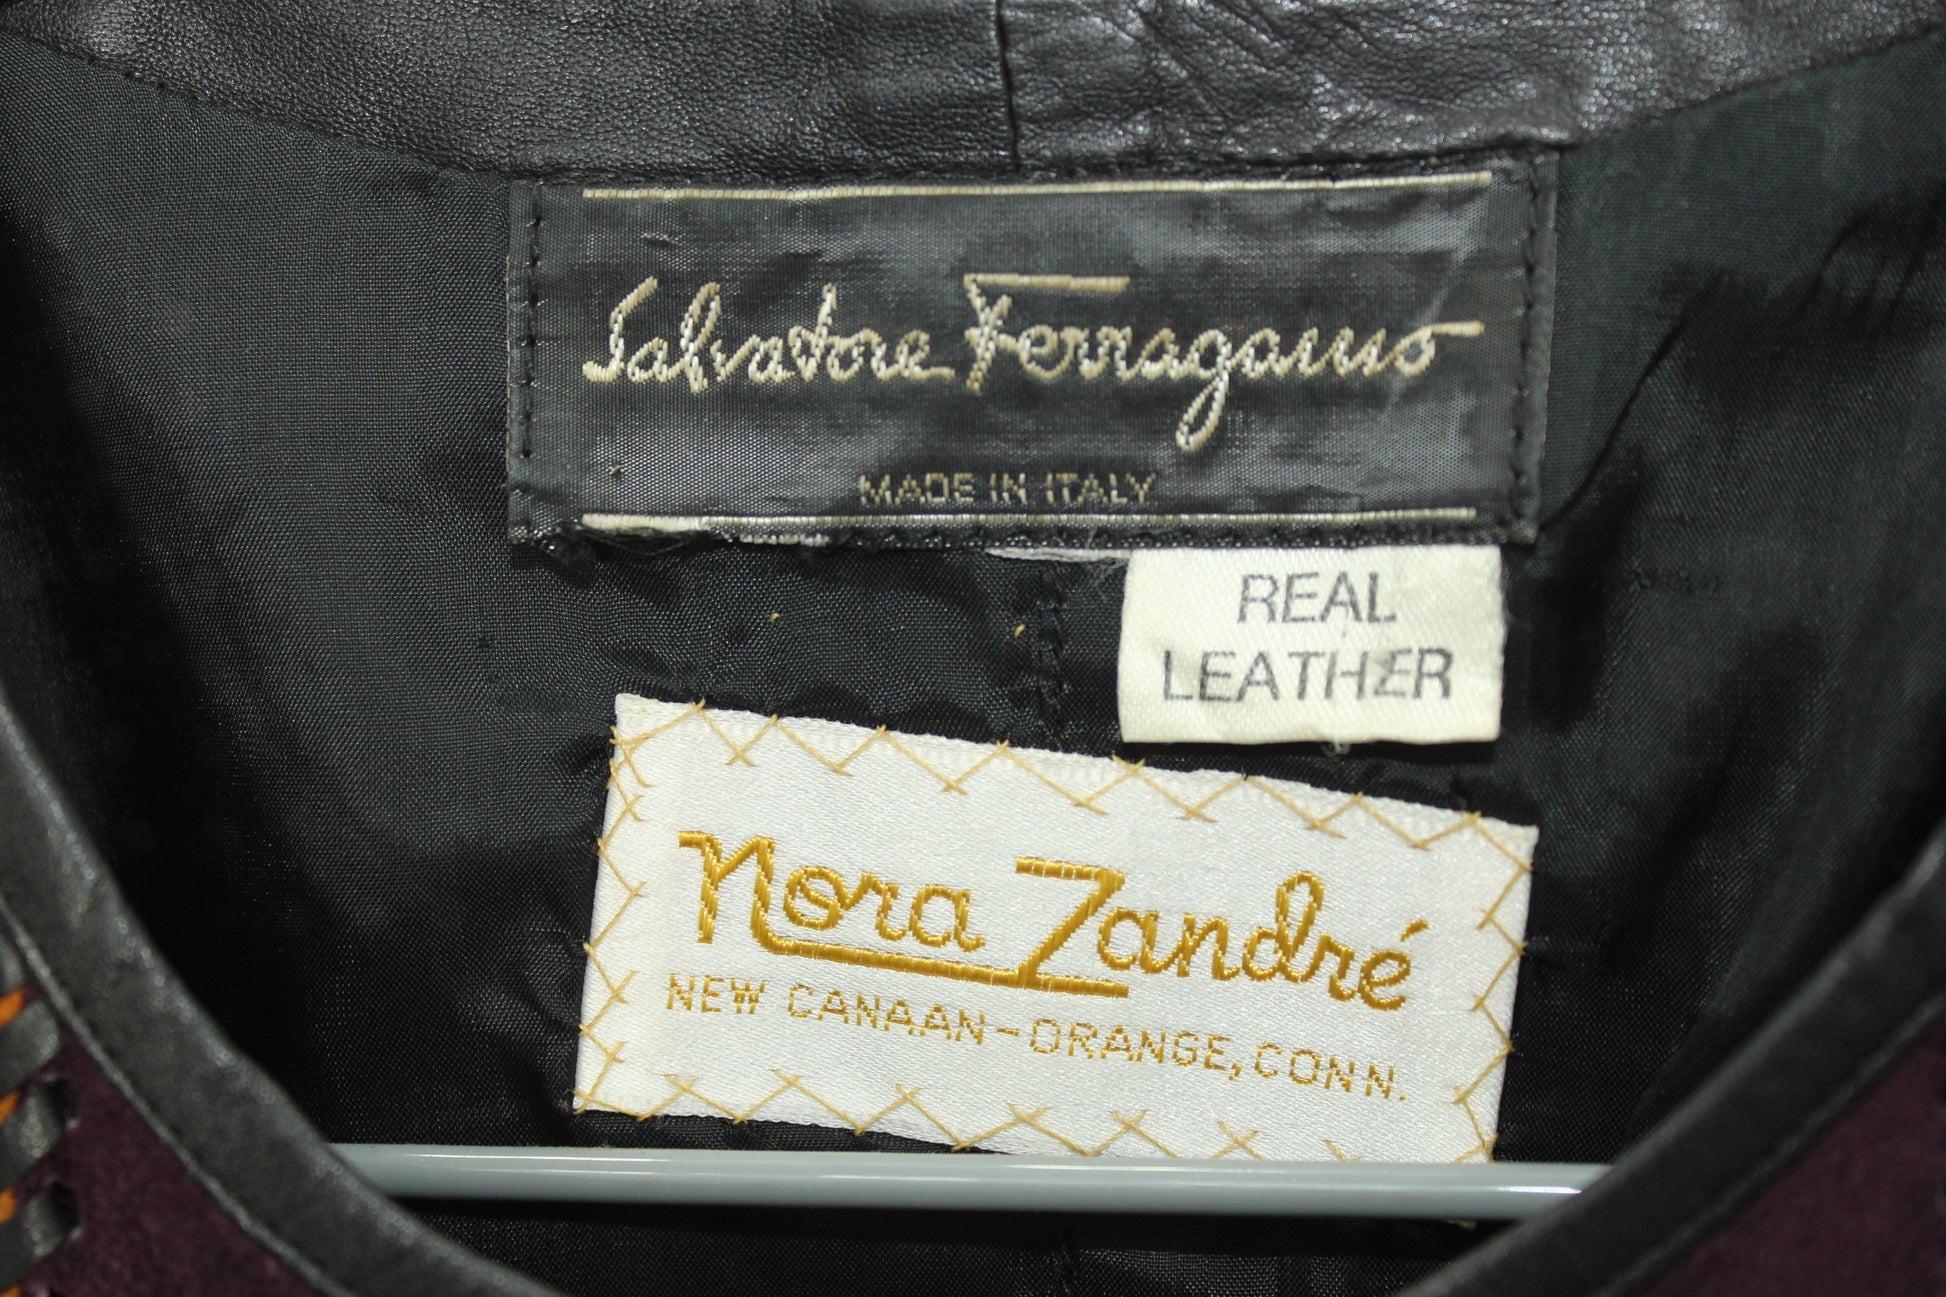 Salvatore Ferragamo
MADE IN ITALY
REAL
LEATHER
Nora Zandré
NEW CANAAN-ORANGE, CONN.